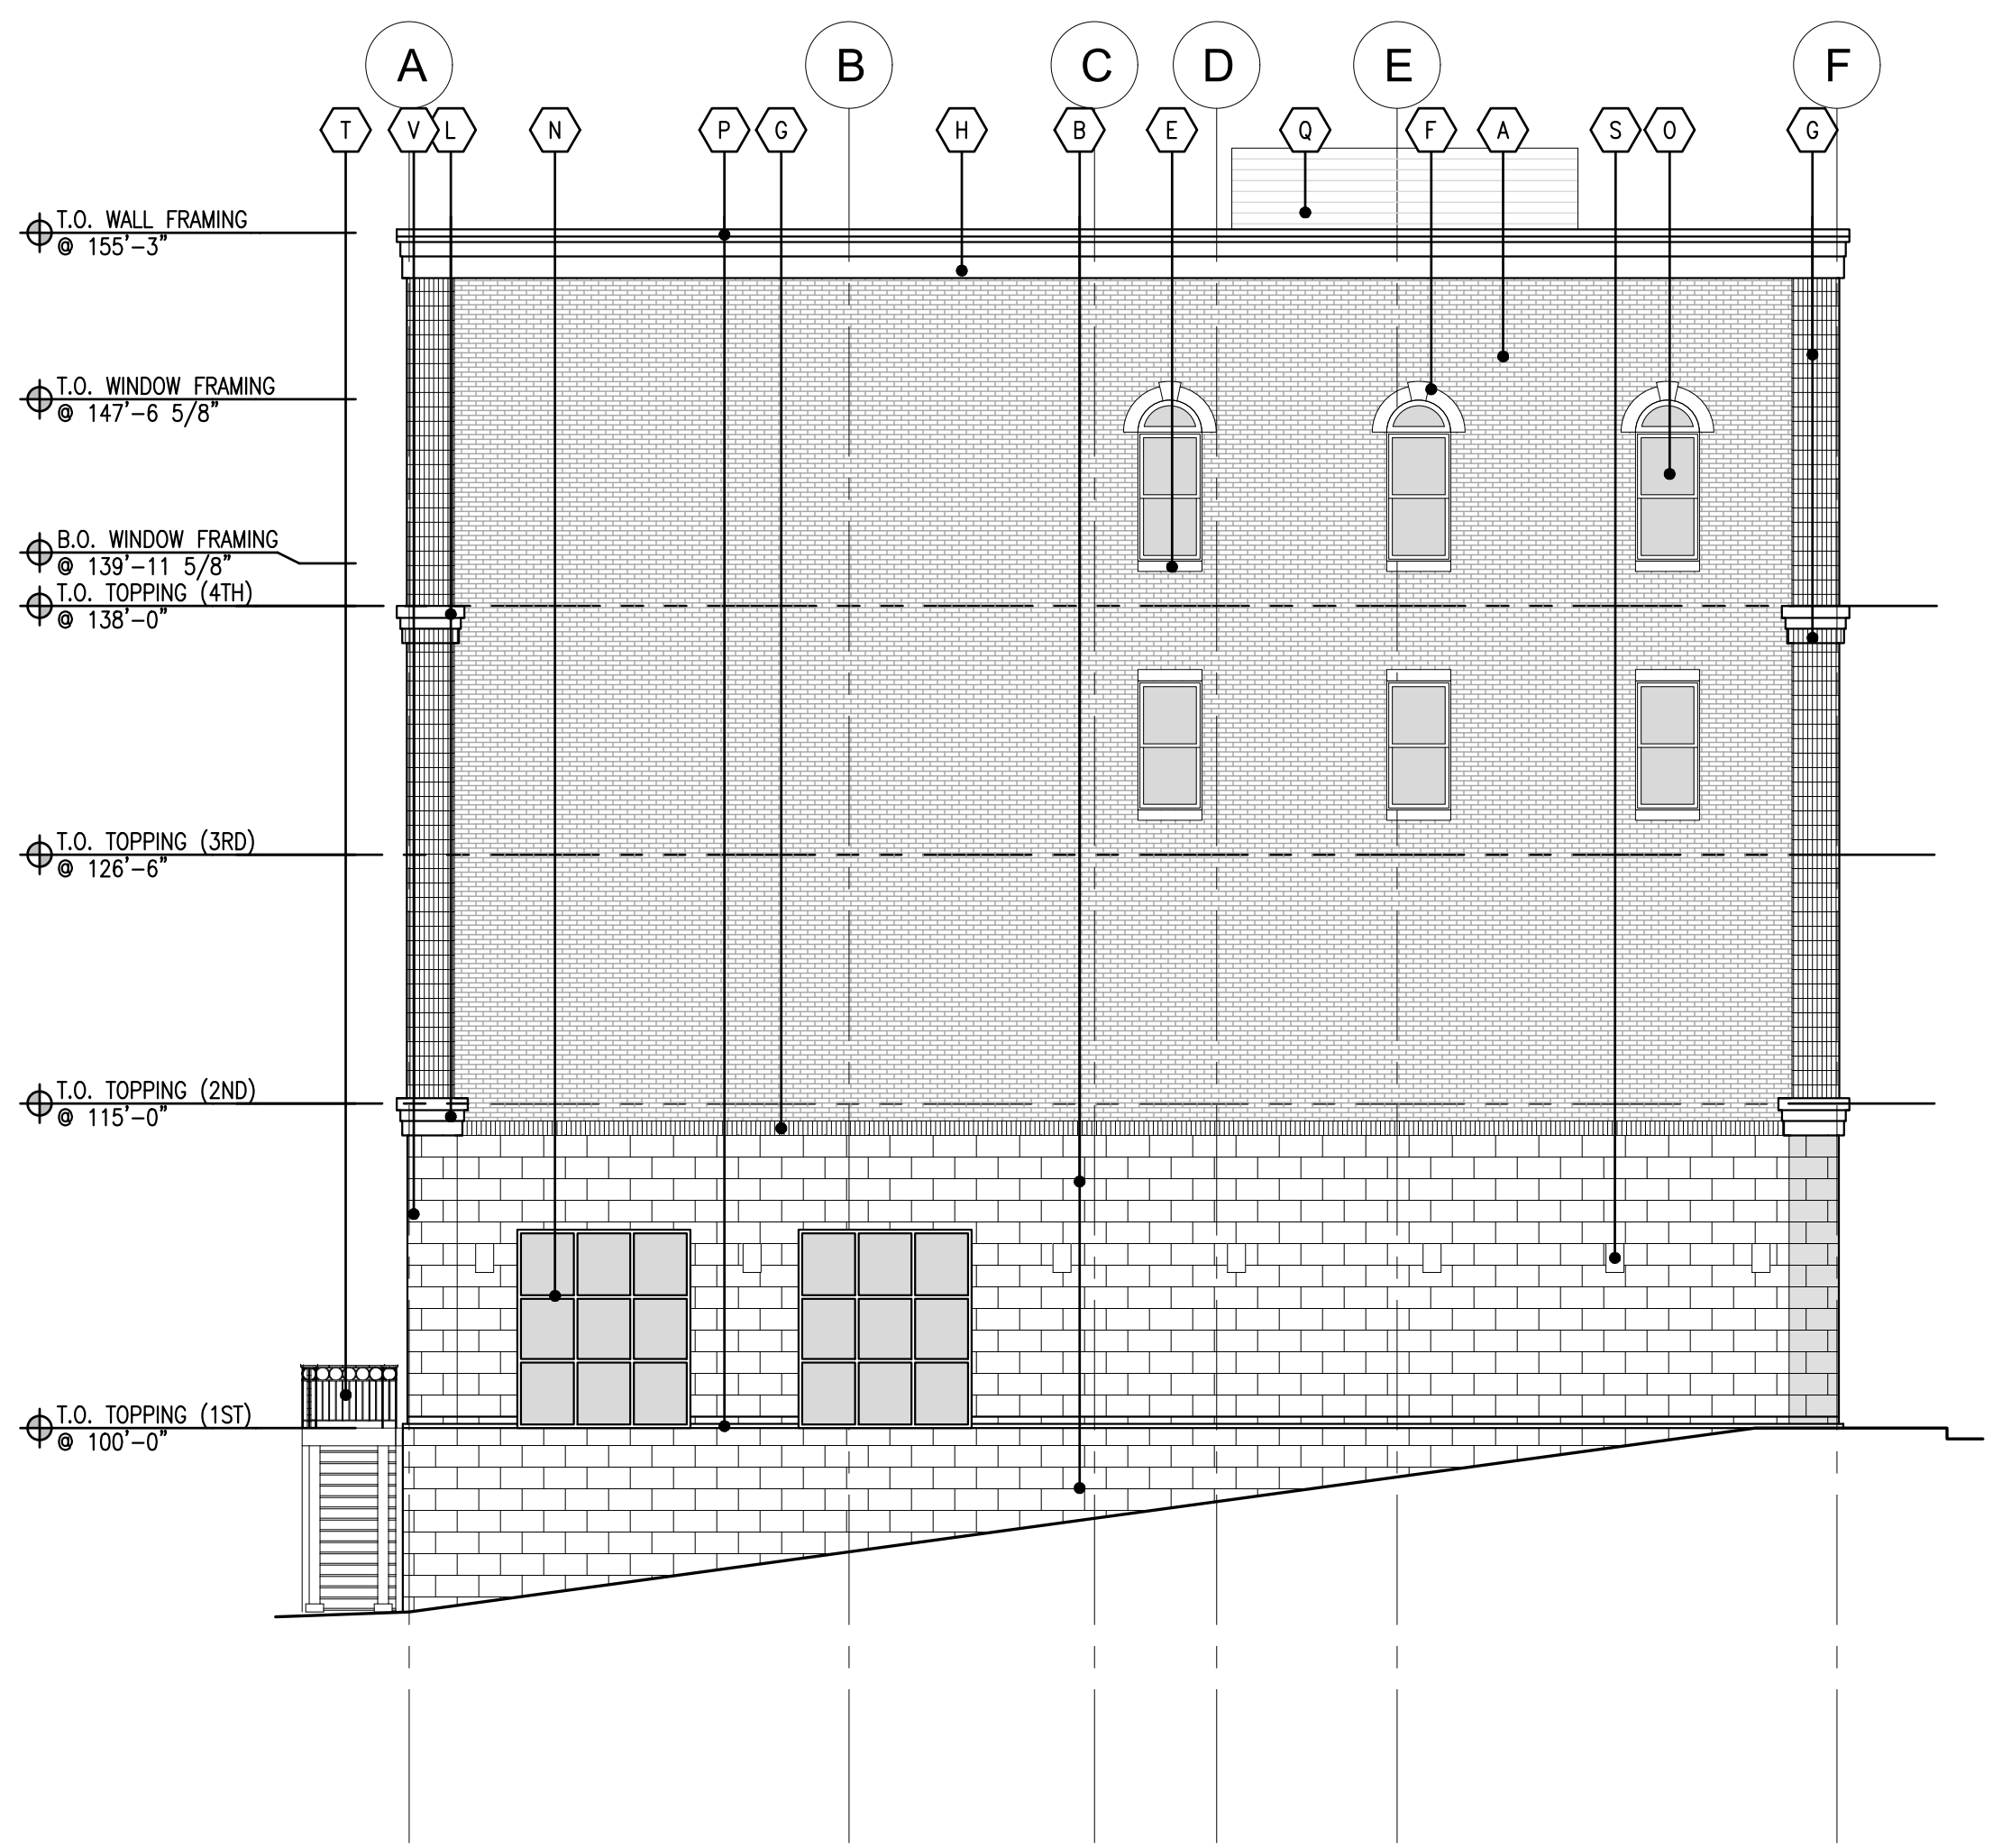 A B C D E F
T V L N P G H B E Q F A S O G
T.O. WALL FRAMING
@ 155'-3"
T.O. WINDOW FRAMING
@ 147'-6 5/8"
B.O. WINDOW FRAMING
@ 139'-11 5/8"
T.O. TOPPING (4TH)
@ 138'-0"
T.O. TOPPING (3RD)
@ 126'-6"
T.O. TOPPING (2ND)
@ 115'-0"
T.O. TOPPING (1ST)
@ 100'-0"